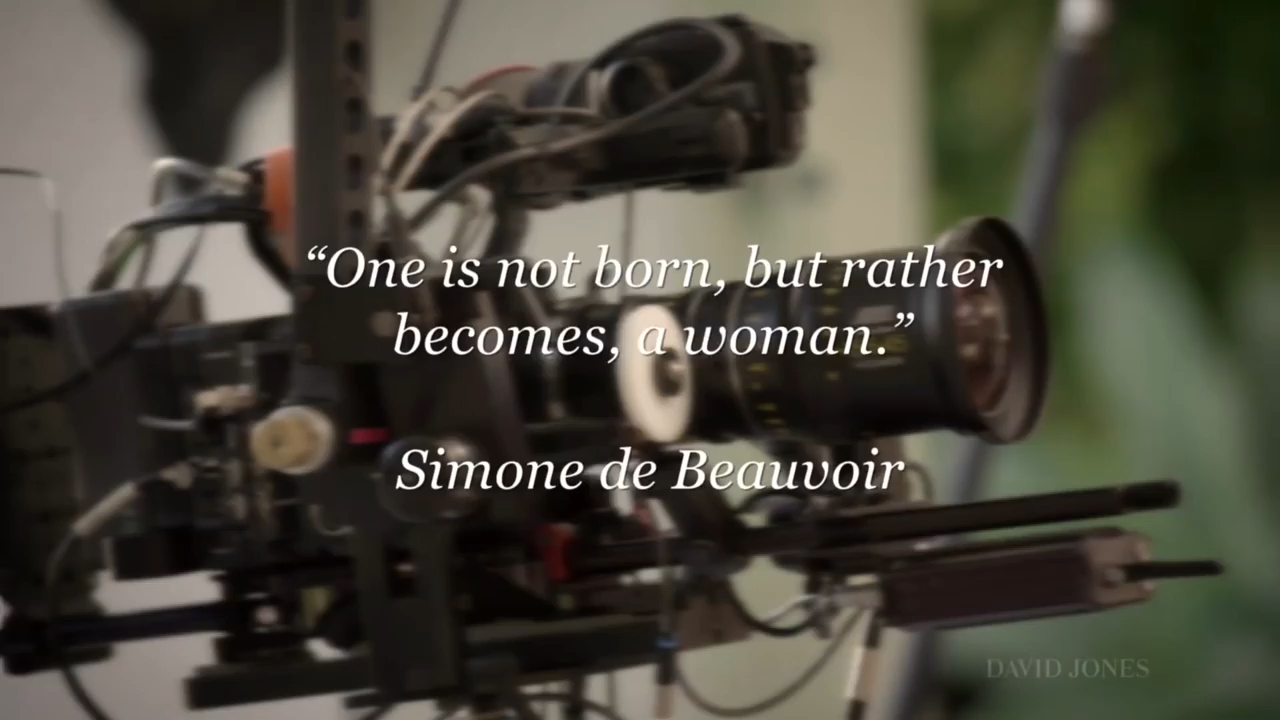 “One is not born, but rather
becomes, a woman.”
Simone de Beauvoir
DAVID JONES